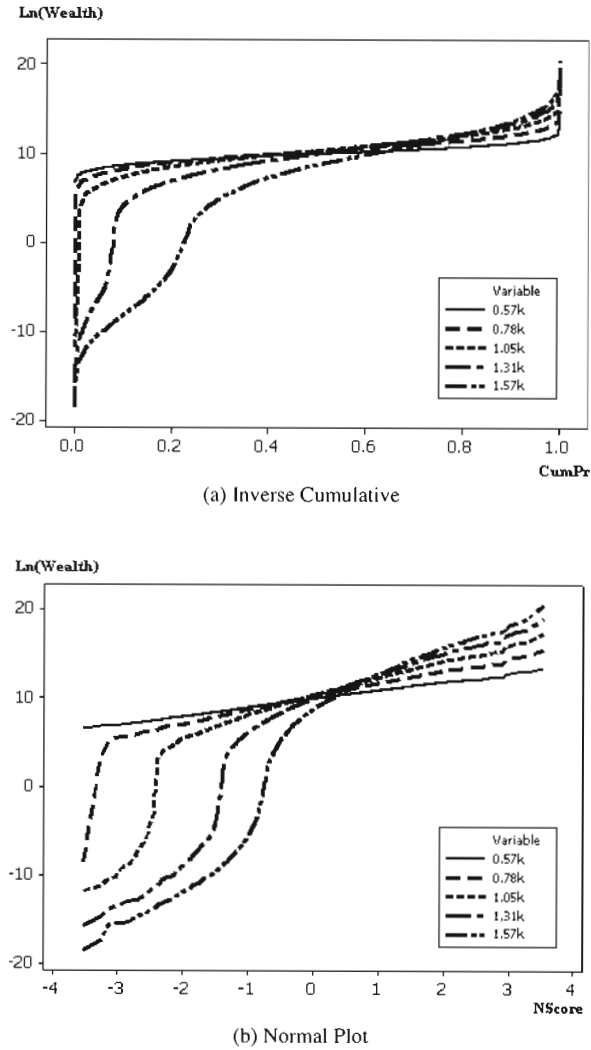 Ln(Wealth)
20
10
0
-10
-20
Variable
0.57k
0.78k
1.05k
1.31k
1.57k
0.0
0.2
0.4
0.6
0.8
1.0
CumPr
(a) Inverse Cumulative
Ln(Wealth)
20
10
0
-10
-20
Variable
0.57k
0.78k
1.05k
1.31k
1.57k
-4
-3
-2
-1
0
1
2
3
4
NScore
(b) Normal Plot